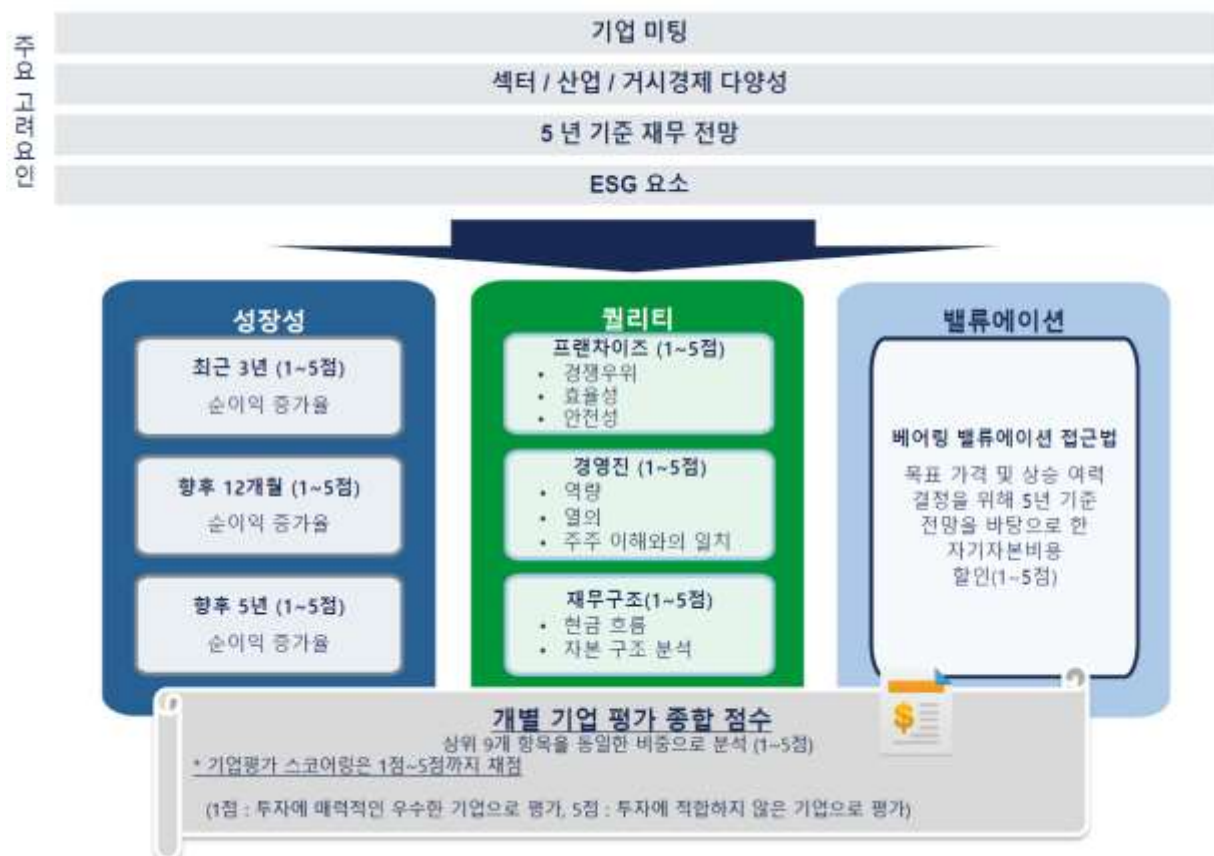 주요 고려요인
기업 미팅
섹터 / 산업 / 거시경제 다양성
5 년 기준 재무 전망
ESG 요소
성장성
최근 3년 (1~5점)
순이익 증가율
향후 12개월 (1~5점)
순이익 증가율
향후 5년 (1~5점)
순이익 증가율
퀄리티
프랜차이즈 (1~5점)
• 경쟁우위
• 효율성
• 안전성
경영진 (1~5점)
• 역량
• 열의
• 주주 이해와의 일치
재무구조(1~5점)
• 현금 흐름
• 자본 구조 분석
밸류에이션
베어링 밸류에이션 접근법
목표 가격 및 상승 여력
결정을 위해 5년 기준
전망을 바탕으로 한
자기자본비용
할인(1~5점)
$
개별 기업 평가 종합 점수
상위 9개 항목을 동일한 비중으로 분석 (1~5점)
* 기업평가 스코어링은 1점~5점까지 채점
(1점 : 투자에 매력적인 우수한 기업으로 평가, 5점 : 투자에 적합하지 않은 기업으로 평가)